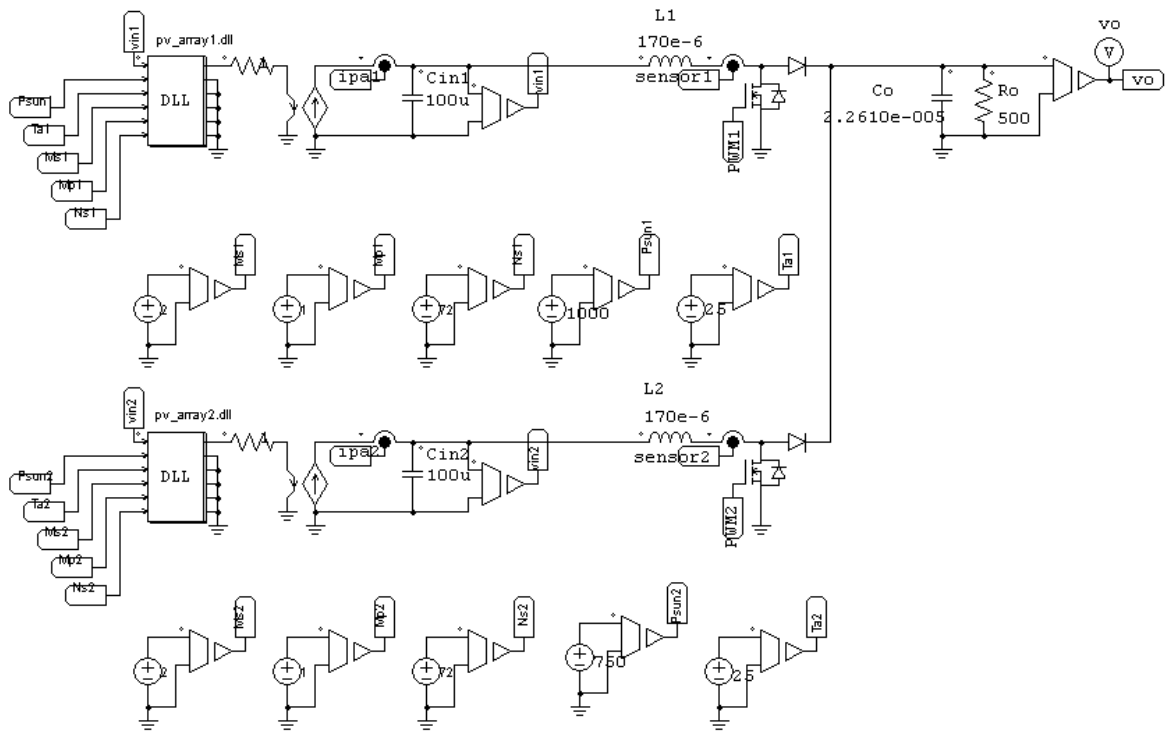 L1
vo
vin1
pv_array1.dll
170e-6
V
ipa1
Cin1
vin1
sensor1
vo
DLL
100u
Co
Ro
Psun1
2.2610e-005
500
Ta1
PWM1
Ms1
Mp1
Ns1
Ms1
Mp1
Ns1
Psun1
Ta1
2
1
72
1000
25
L2
vin2
pv_array2.dll
170e-6
ipa2
Cin2
vin2
sensor2
Psun2
DLL
100u
Ta2
PWM2
Ms2
Mp2
Ns2
Ms2
Mp2
Ns2
Psun2
Ta2
2
1
72
750
25